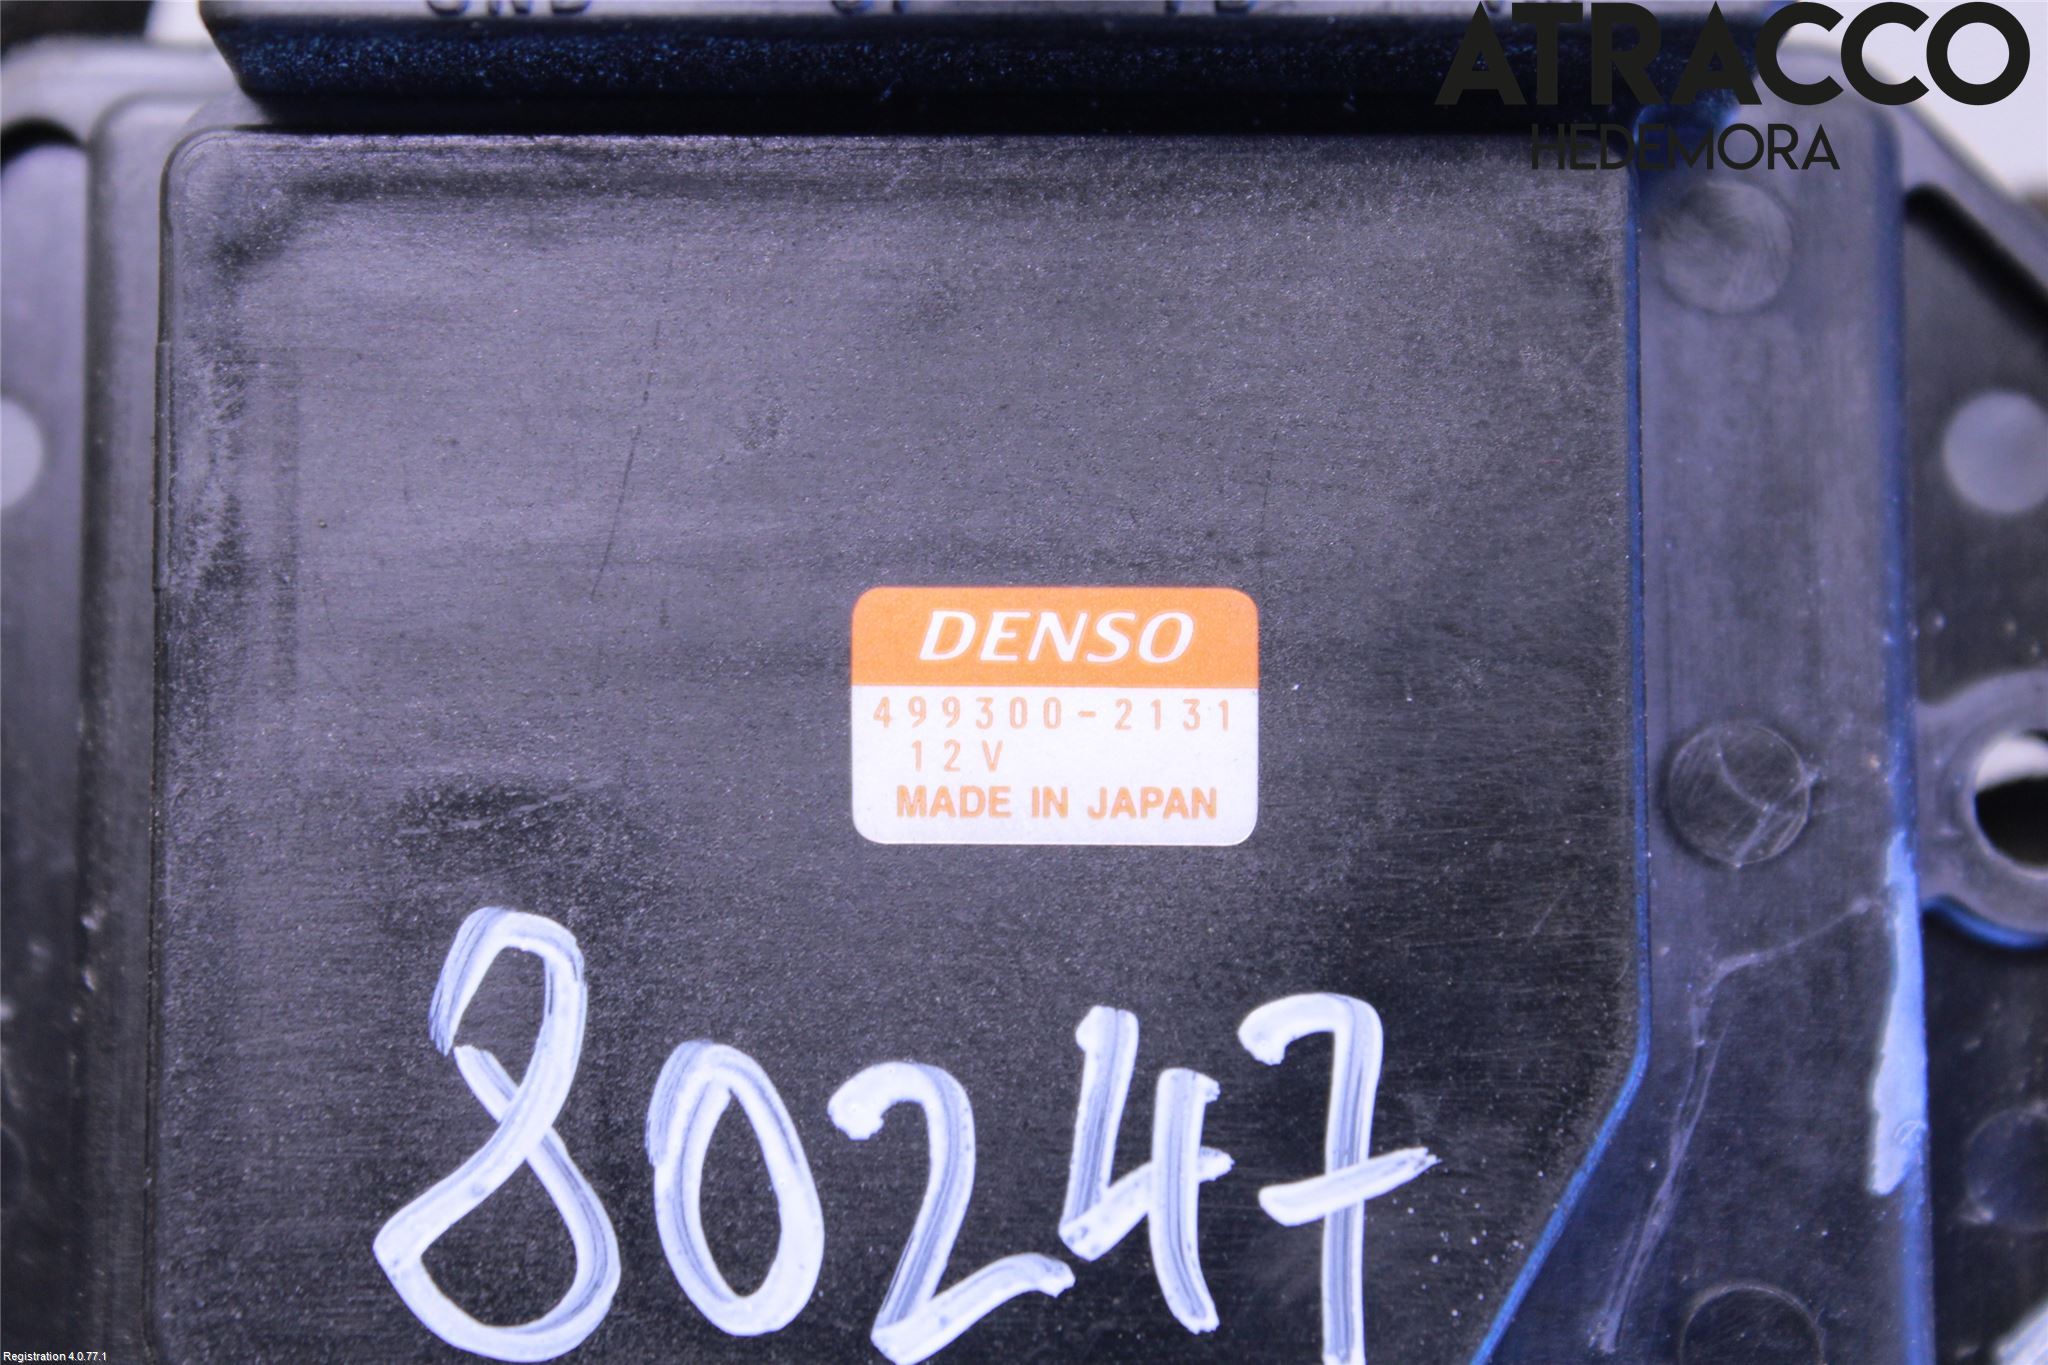 ATRACCO
HEDEMORA
DENSO
499300-2131
12V
MADE IN JAPAN
80247
Registration 4.0.77.1